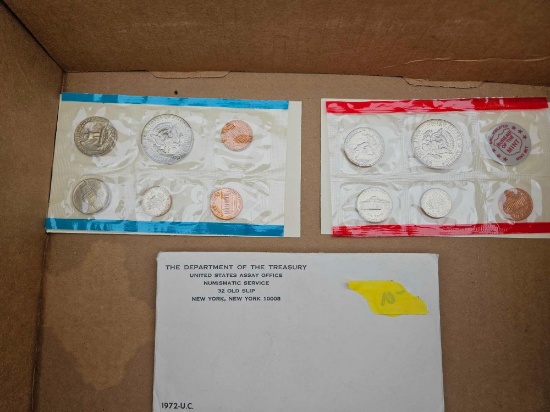 THE DEPARTMENT OF THE TREASURY
UNITED STATES ASSAY OFFICE
NUMISMATIC SERVICE
32 OLD SLIP
NEW YORK, NEW YORK 10005
1972-U.C.